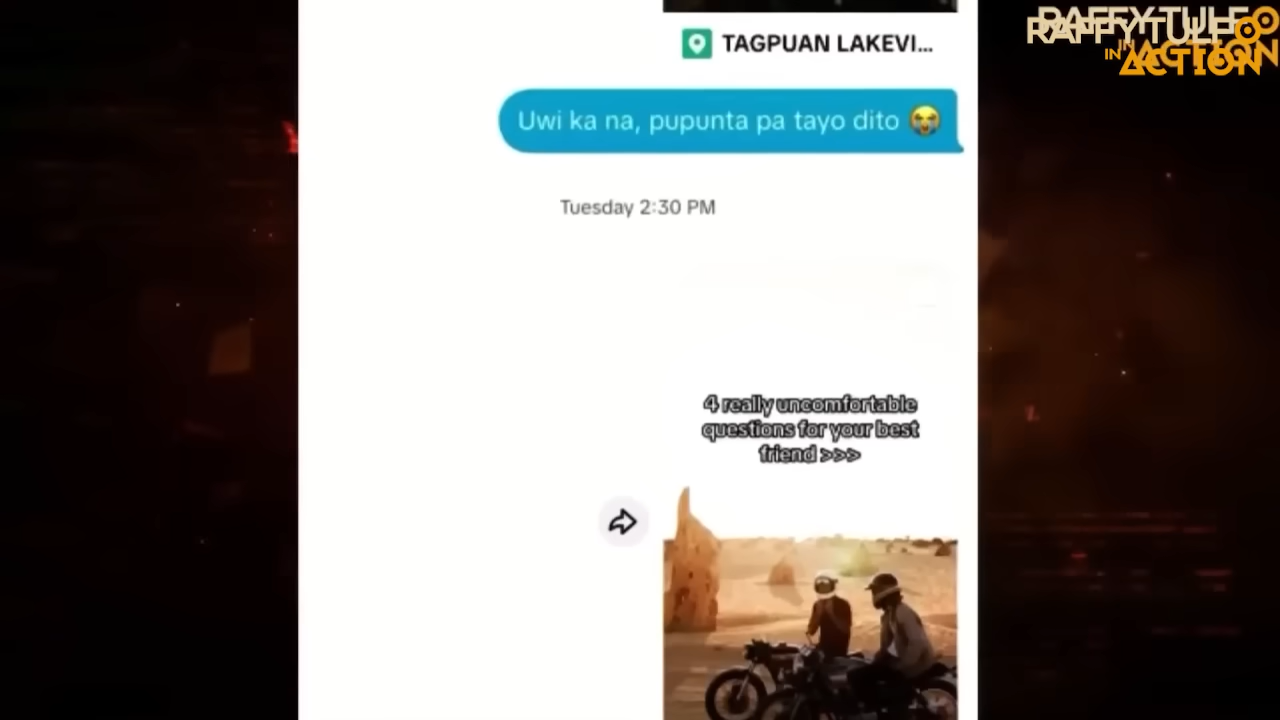 RAFFY TULFO
IN ACTION
TAGPUAN LAKEVI...
Uwi ka na, pupunta pa tayo dito 😭
Tuesday 2:30 PM
4 really uncomfortable
questions for your best
friend >>>